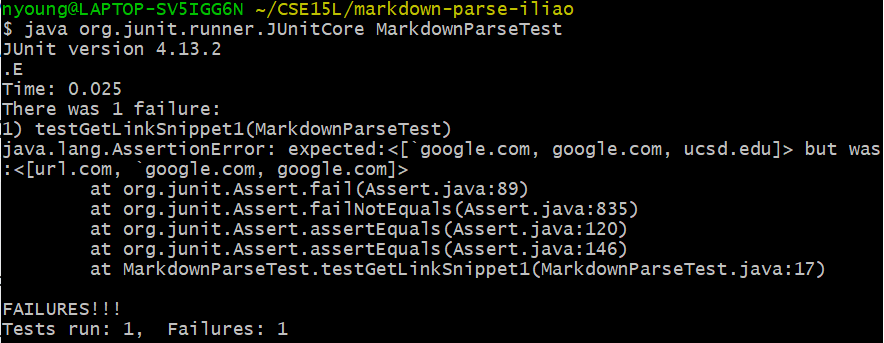 nyoung@LAPTOP-SV5IGG6N ~/CSE15L/markdown-parse-iliao
$ java org.junit.runner.JUnitCore MarkdownParseTest
JUnit version 4.13.2
.E
Time: 0.025
There was 1 failure:
1) testGetLinkSnippet1(MarkdownParseTest)
java.lang.AssertionError: expected:<[`google.com, google.com, ucsd.edu]> but was
:<[url.com, `google.com, google.com]>
        at org.junit.Assert.fail(Assert.java:89)
        at org.junit.Assert.failNotEquals(Assert.java:835)
        at org.junit.Assert.assertEquals(Assert.java:120)
        at org.junit.Assert.assertEquals(Assert.java:146)
        at MarkdownParseTest.testGetLinkSnippet1(MarkdownParseTest.java:17)

FAILURES!!!
Tests run: 1,  Failures: 1